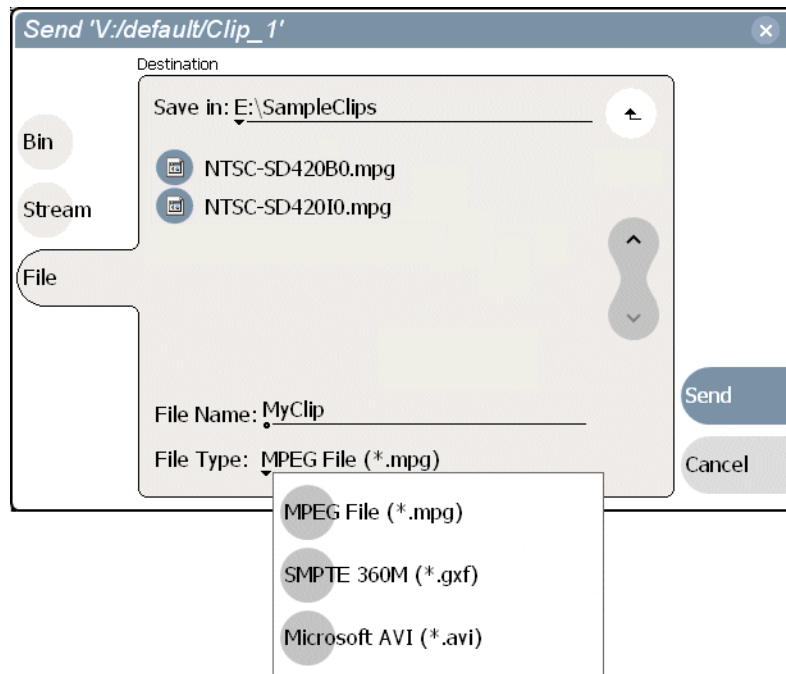 Send 'V:/default/Clip_1'
Destination
Save in: E:\SampleClips
Bin
NTSC-SD420B0.mpg
Stream
NTSC-SD420I0.mpg
File
File Name: MyClip
Send
File Type: MPEG File (*.mpg)
Cancel
MPEG File (*.mpg)
SMPTE 360M (*.gxf)
Microsoft AVI (*.avi)